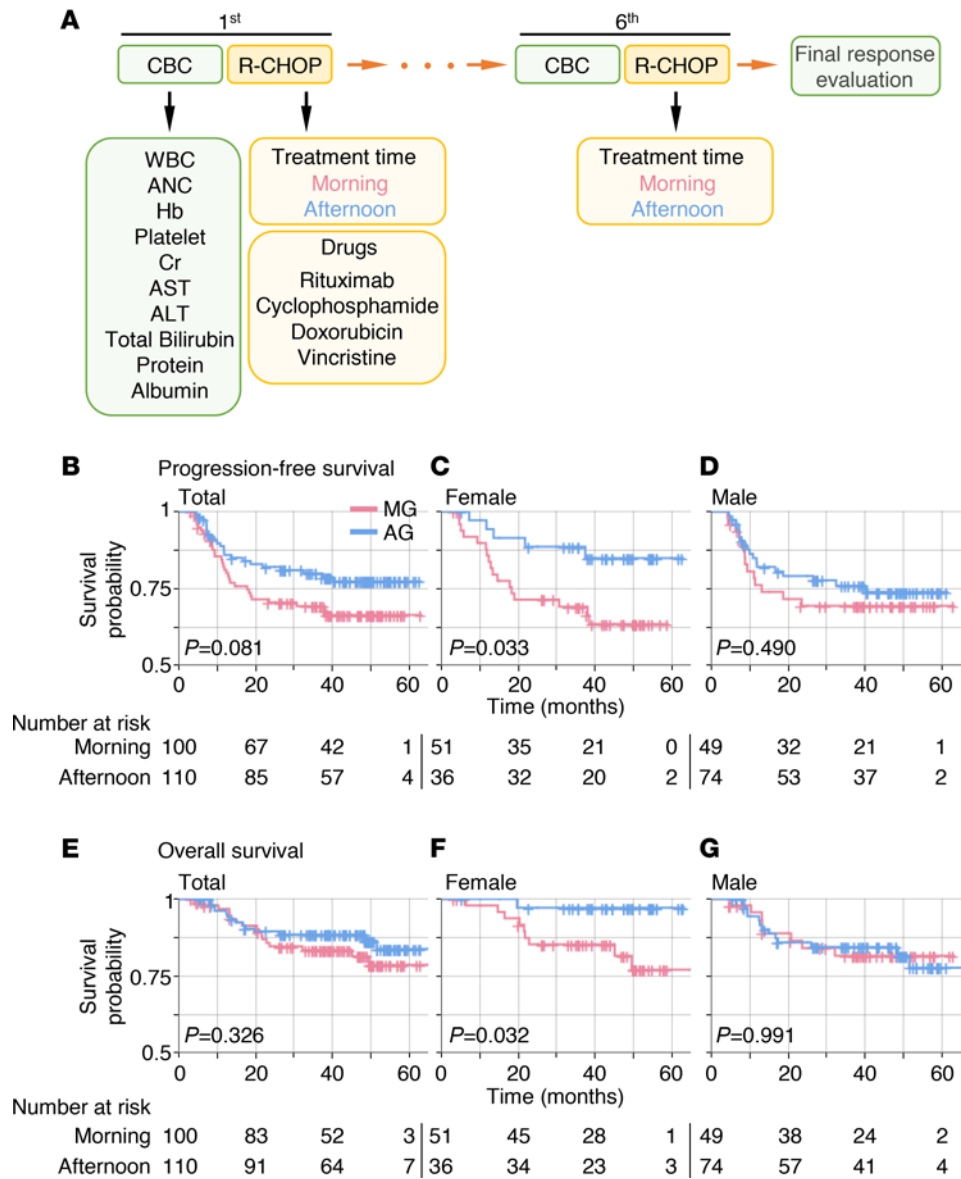 A
1st
6th
CBC
R-CHOP
CBC
R-CHOP
Final response
evaluation
WBC
ANC
Hb
Platelet
Cr
AST
ALT
Total Bilirubin
Protein
Albumin
Treatment time
Morning
Afternoon
Drugs
Rituximab
Cyclophosphamide
Doxorubicin
Vincristine
Treatment time
Morning
Afternoon
B Progression-free survival C D
Total Female Male
MG
AG
Survival
probability
1
0.75
0.5
P=0.081 P=0.033 P=0.490
0 20 40 60 0 20 40 60 0 20 40 60
Time (months)
Number at risk
Morning 100 67 42 1 51 35 21 0 49 32 21 1
Afternoon 110 85 57 4 36 32 20 2 74 53 37 2
E Overall survival F G
Total Female Male
Survival
probability
1
0.75
0.5
P=0.326 P=0.032 P=0.991
0 20 40 60 0 20 40 60 0 20 40 60
Time (months)
Number at risk
Morning 100 83 52 3 51 45 28 1 49 38 24 2
Afternoon 110 91 64 7 36 34 23 3 74 57 41 4